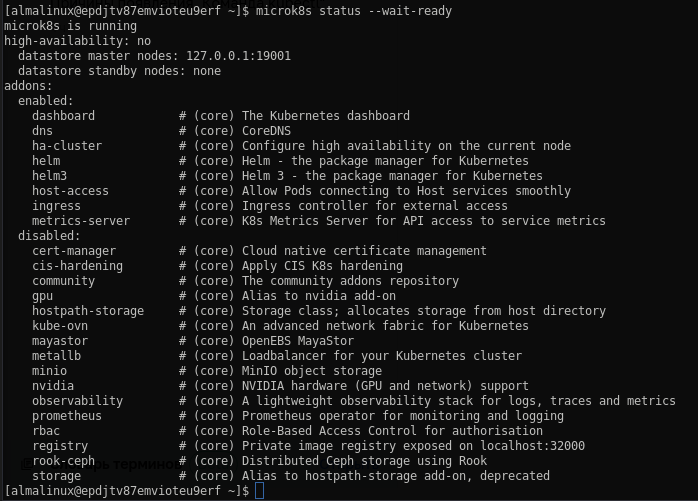 [almalinux@epdjtv87emvioteu9erf ~]$ microk8s status --wait-ready
microk8s is running
high-availability: no
  datastore master nodes: 127.0.0.1:19001
  datastore standby nodes: none
addons:
  enabled:
    dashboard            # (core) The Kubernetes dashboard
    dns                  # (core) CoreDNS
    ha-cluster           # (core) Configure high availability on the current node
    helm                 # (core) Helm - the package manager for Kubernetes
    helm3                # (core) Helm 3 - the package manager for Kubernetes
    host-access          # (core) Allow Pods connecting to Host services smoothly
    ingress              # (core) Ingress controller for external access
    metrics-server       # (core) K8s Metrics Server for API access to service metrics
  disabled:
    cert-manager         # (core) Cloud native certificate management
    cis-hardening        # (core) Apply CIS K8s hardening
    community            # (core) The community addons repository
    gpu                  # (core) Alias to nvidia add-on
    hostpath-storage     # (core) Storage class; allocates storage from host directory
    kube-ovn             # (core) An advanced network fabric for Kubernetes
    mayastor             # (core) OpenEBS MayaStor
    metallb              # (core) Loadbalancer for your Kubernetes cluster
    minio                # (core) MinIO object storage
    nvidia               # (core) NVIDIA hardware (GPU and network) support
    observability        # (core) A lightweight observability stack for logs, traces and metrics
    prometheus           # (core) Prometheus operator for monitoring and logging
    rbac                 # (core) Role-Based Access Control for authorisation
    registry             # (core) Private image registry exposed on localhost:32000
    rook-ceph            # (core) Distributed Ceph storage using Rook
    storage              # (core) Alias to hostpath-storage add-on, deprecated
[almalinux@epdjtv87emvioteu9erf ~]$